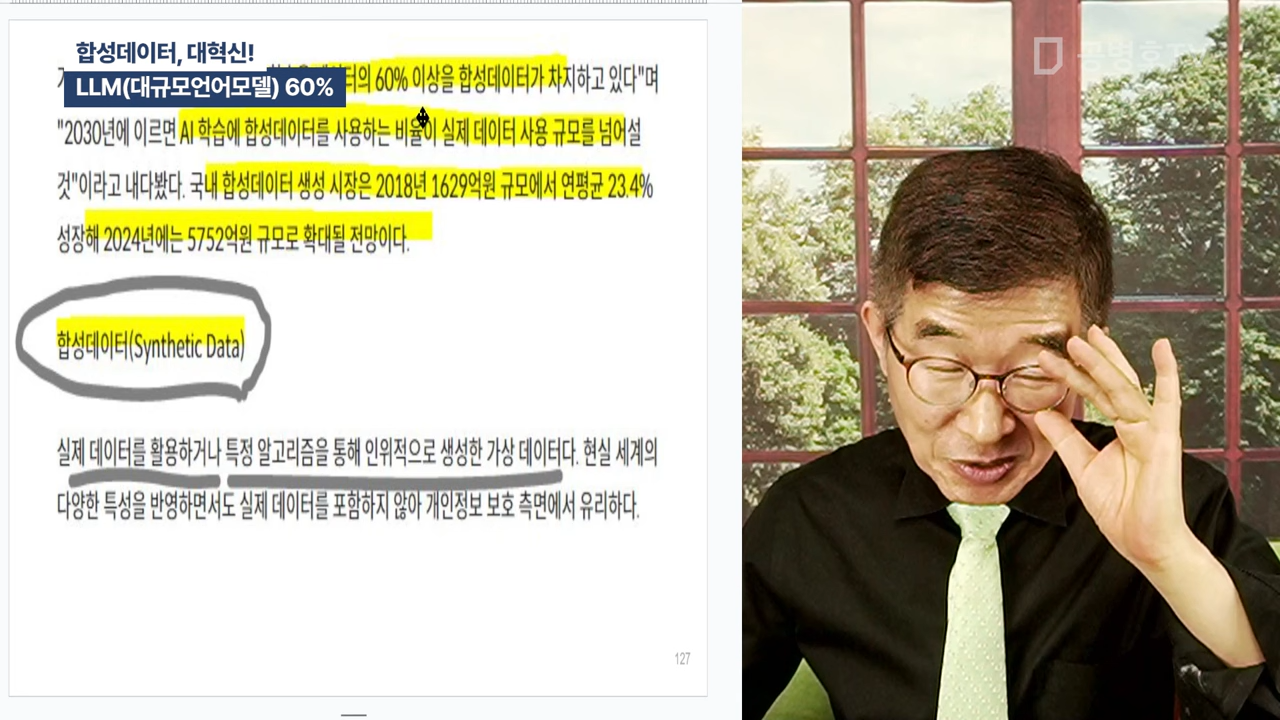 합성데이터, 대혁신!
LLM(대규모언어모델) 60%
60% 이상을 합성데이터가 차지하고 있다"며
"2030년에 이르면 AI 학습에 합성데이터를 사용하는 비율이 실제 데이터 사용 규모를 넘어설
것"이라고 내다봤다. 국내 합성데이터 생성 시장은 2018년 1629억원 규모에서 연평균 23.4%
성장해 2024년에는 5752억원 규모로 확대될 전망이다.
합성데이터(Synthetic Data)
실제 데이터를 활용하거나 특정 알고리즘을 통해 인위적으로 생성한 가상 데이터다. 현실 세계의
다양한 특성을 반영하면서도 실제 데이터를 포함하지 않아 개인정보 보호 측면에서 유리하다.
127